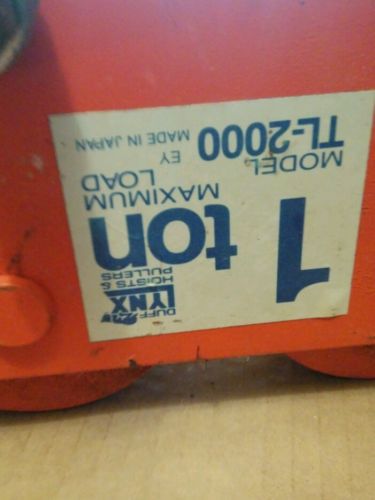 DUFF
LYNX
HOISTS &
PULLERS
1 ton
MAXIMUM
LOAD
MODEL
TL-2000 EY
MADE IN JAPAN